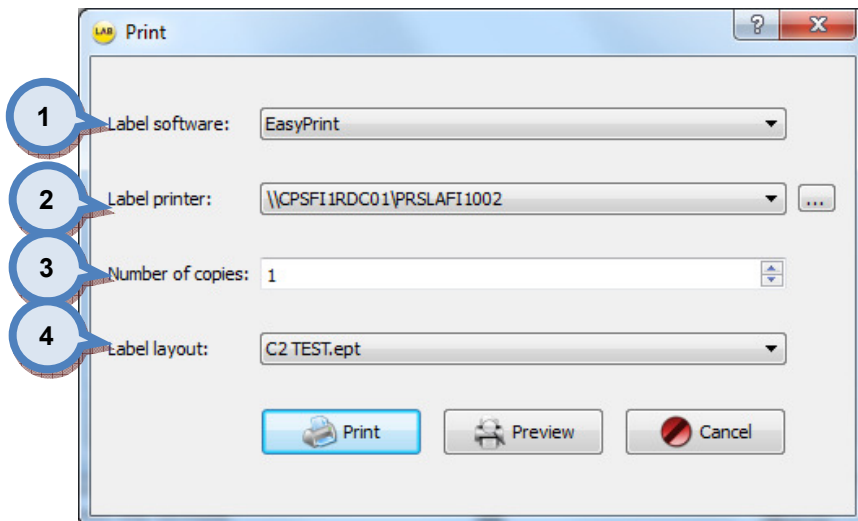 LAB Print ? X
1 Label software: EasyPrint
2 Label printer: \\CPSFI1RDC01\PRSLAFI1002 ...
3 Number of copies: 1
4 Label layout: C2 TEST.ept
Print Preview Cancel